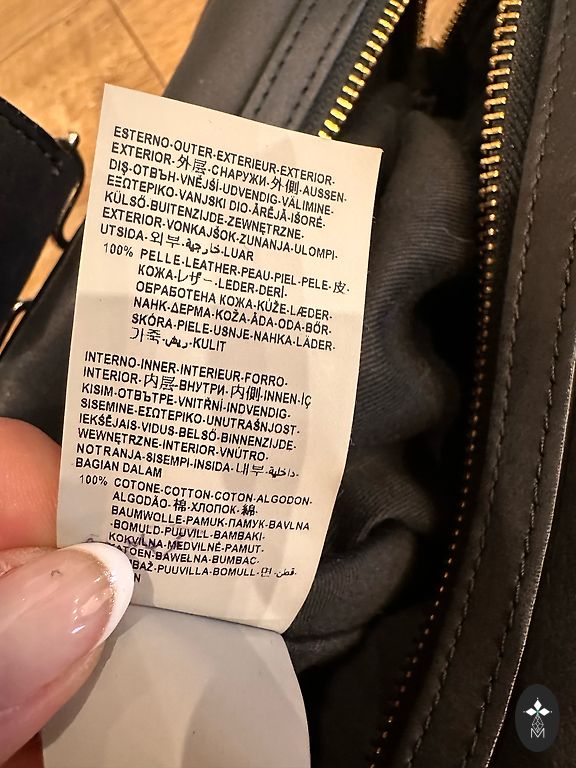 ESTERNO-OUTER-EXTERIEUR-EXTERIOR-
EXTERIOR-外层-СНАРУЖИ-外側-AUSSEN-
DIŞ-ОТВЪН-VNĚJŠÍ-UDVENDIG-VÄLIMINE-
ΕΞΩΤΕΡΙΚΟ-VANJSKI DIO-ĀRĒJĀ-IŠORĖ-
KÜLSŐ-BUITENZIJDE-ZEWNĘTRZNE-
EXTERIOR-VONKAJŠOK-ZUNANJA-ULOMPI-
UTSIDA-외부-خارجية-LUAR
100% PELLE-LEATHER-PEAU-PIEL-PELE-皮-
КОЖА-レザー-LEDER-DERİ-
ОБРАБОТЕНА КОЖА-KŮŽE-LÆDER-
NAHK-ΔΕΡΜΑ-KOŽA-ĀDA-ODA-BŐR-
SKÓRA-PIELE-USNJE-NAHKA-LÄDER-
가죽-KULIT
INTERNO-INNER-INTERIEUR-FORRO-
INTERIOR-内层-ВНУТРИ-内側-INNEN-İÇ
KISIM-ОТВЪТРЕ-VNITŘNÍ-INDVENDIG-
SISEMINE-ΕΣΩΤΕΡΙΚΟ-UNUTRAŠNJOST-
IEKŠĒJAIS-VIDUS-BELSŐ-BINNENZIJDE-
WEWNĘTRZNE-INTERIOR-VNÚTRO-
NOTRANJA-SISEMPI-INSIDA-내부-داخلية-
BAGIAN DALAM
100% COTONE-COTTON-COTON-ALGODON-
ALGODÃO-棉-ХЛОПОК-綿-
BAUMWOLLE-PAMUK-ПАМУК-BAVLNA
-BOMULD-PUUVILL-BAMBAKI-
KOKVILNA-MEDVILNĖ-PAMUT-
-BAWEŁNA-BUMBAC-
-PUUVILLA-BOMULL-면-قطن-
M